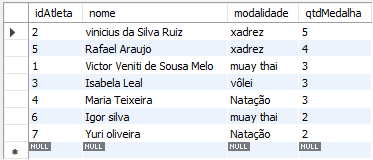 idAtleta nome modalidade qtdMedalha
2 vinicius da Silva Ruiz xadrez 5
5 Rafael Araujo xadrez 4
1 Victor Veniti de Sousa Melo muay thai 3
3 Isabela Leal vôlei 3
4 Maria Teixeira Natação 3
6 Igor silva muay thai 2
7 Yuri oliveira Natação 2
NULL NULL NULL NULL